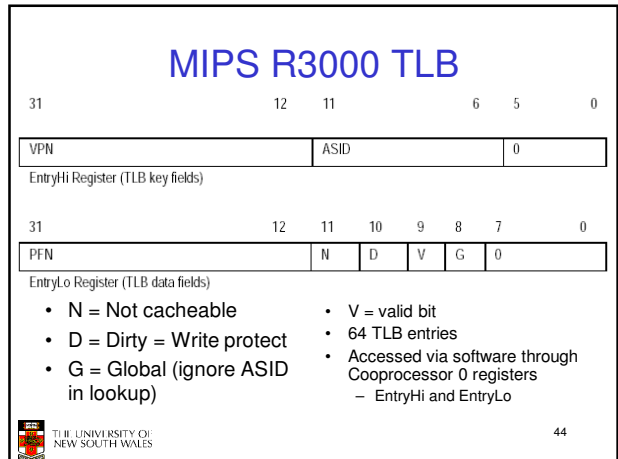 MIPS R3000 TLB
31 12 11 6 5 0
VPN ASID 0
EntryHi Register (TLB key fields)
31 12 11 10 9 8 7 0
PFN N D V G 0
EntryLo Register (TLB data fields)
• N = Not cacheable
• D = Dirty = Write protect
• G = Global (ignore ASID
in lookup)
• V = valid bit
• 64 TLB entries
• Accessed via software through
Cooprocessor 0 registers
– EntryHi and EntryLo
THE UNIVERSITY OF
NEW SOUTH WALES
44